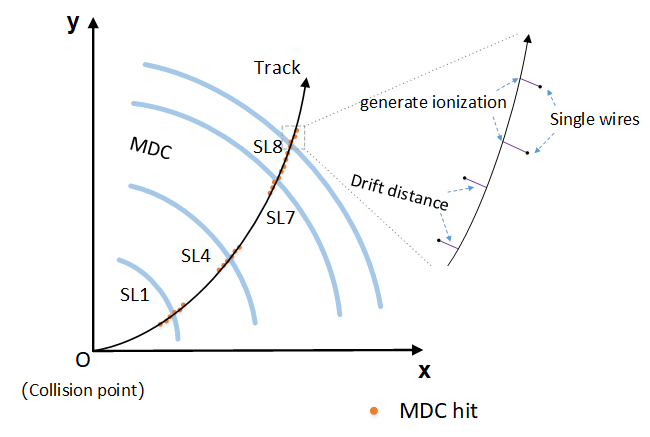 y
Track
generate ionization
Single wires
MDC
SL8
Drift distance
SL7
SL4
SL1
O
x
(Collision point)
MDC hit